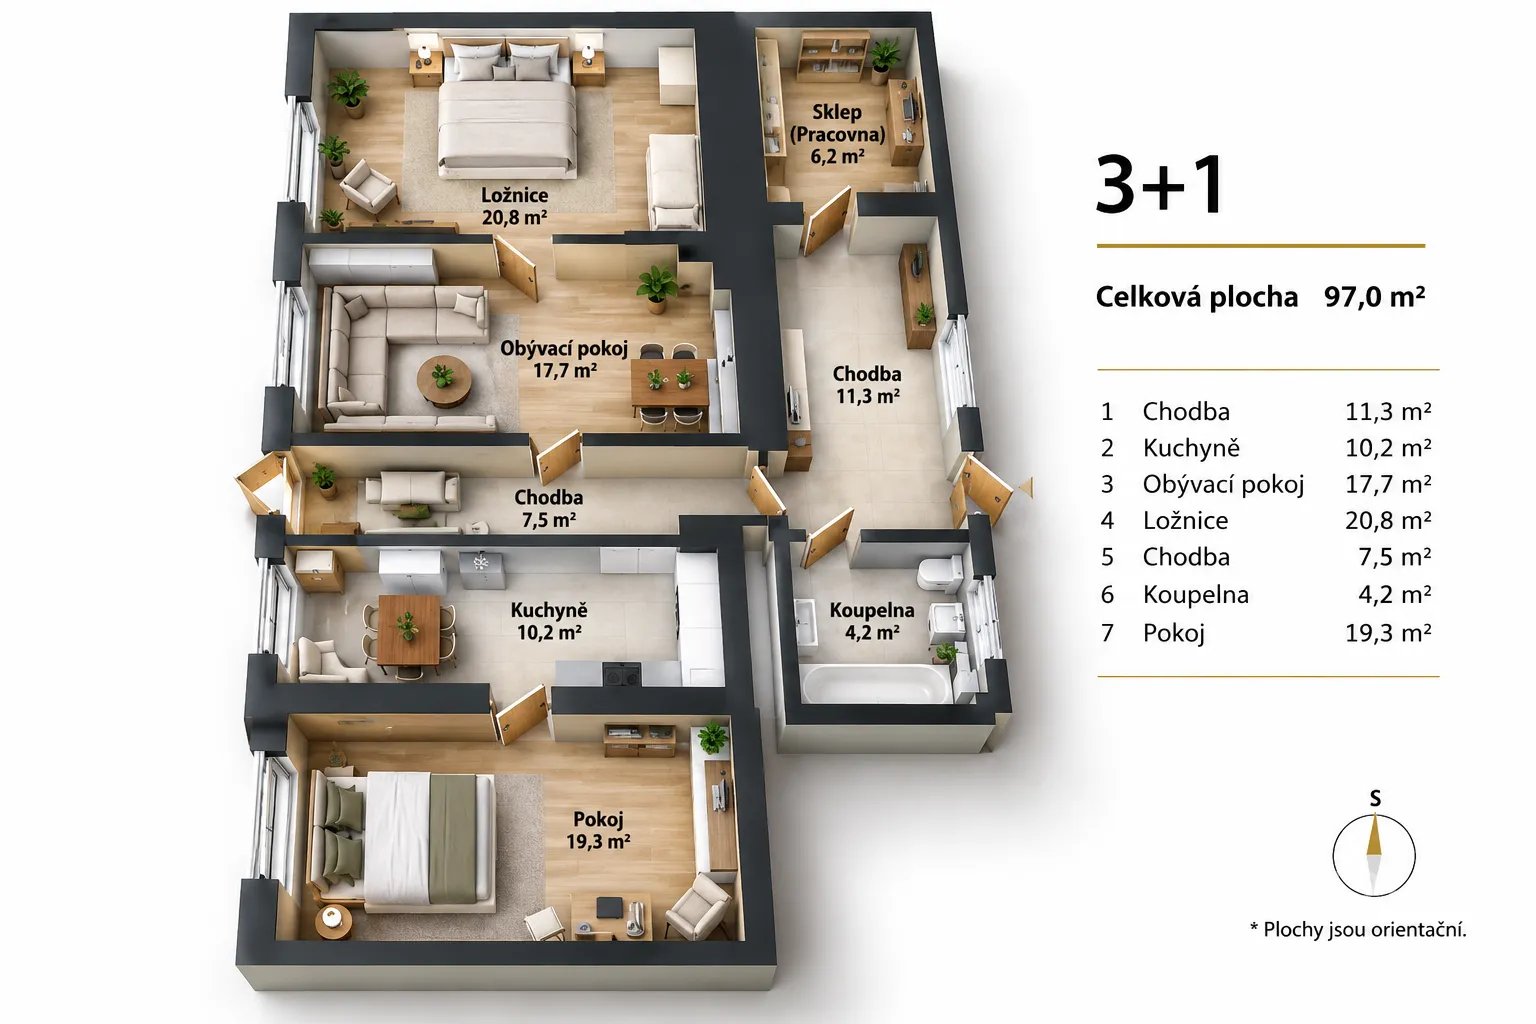 Sklep
(Pracovna)
6,2 m²
Ložnice
20,8 m²
Obývací pokoj
17,7 m²
Chodba
11,3 m²
Chodba
7,5 m²
Kuchyně
10,2 m²
Koupelna
4,2 m²
Pokoj
19,3 m²
3+1
Celková plocha 97,0 m²
1 Chodba 11,3 m²
2 Kuchyně 10,2 m²
3 Obývací pokoj 17,7 m²
4 Ložnice 20,8 m²
5 Chodba 7,5 m²
6 Koupelna 4,2 m²
7 Pokoj 19,3 m²
S
* Plochy jsou orientační.